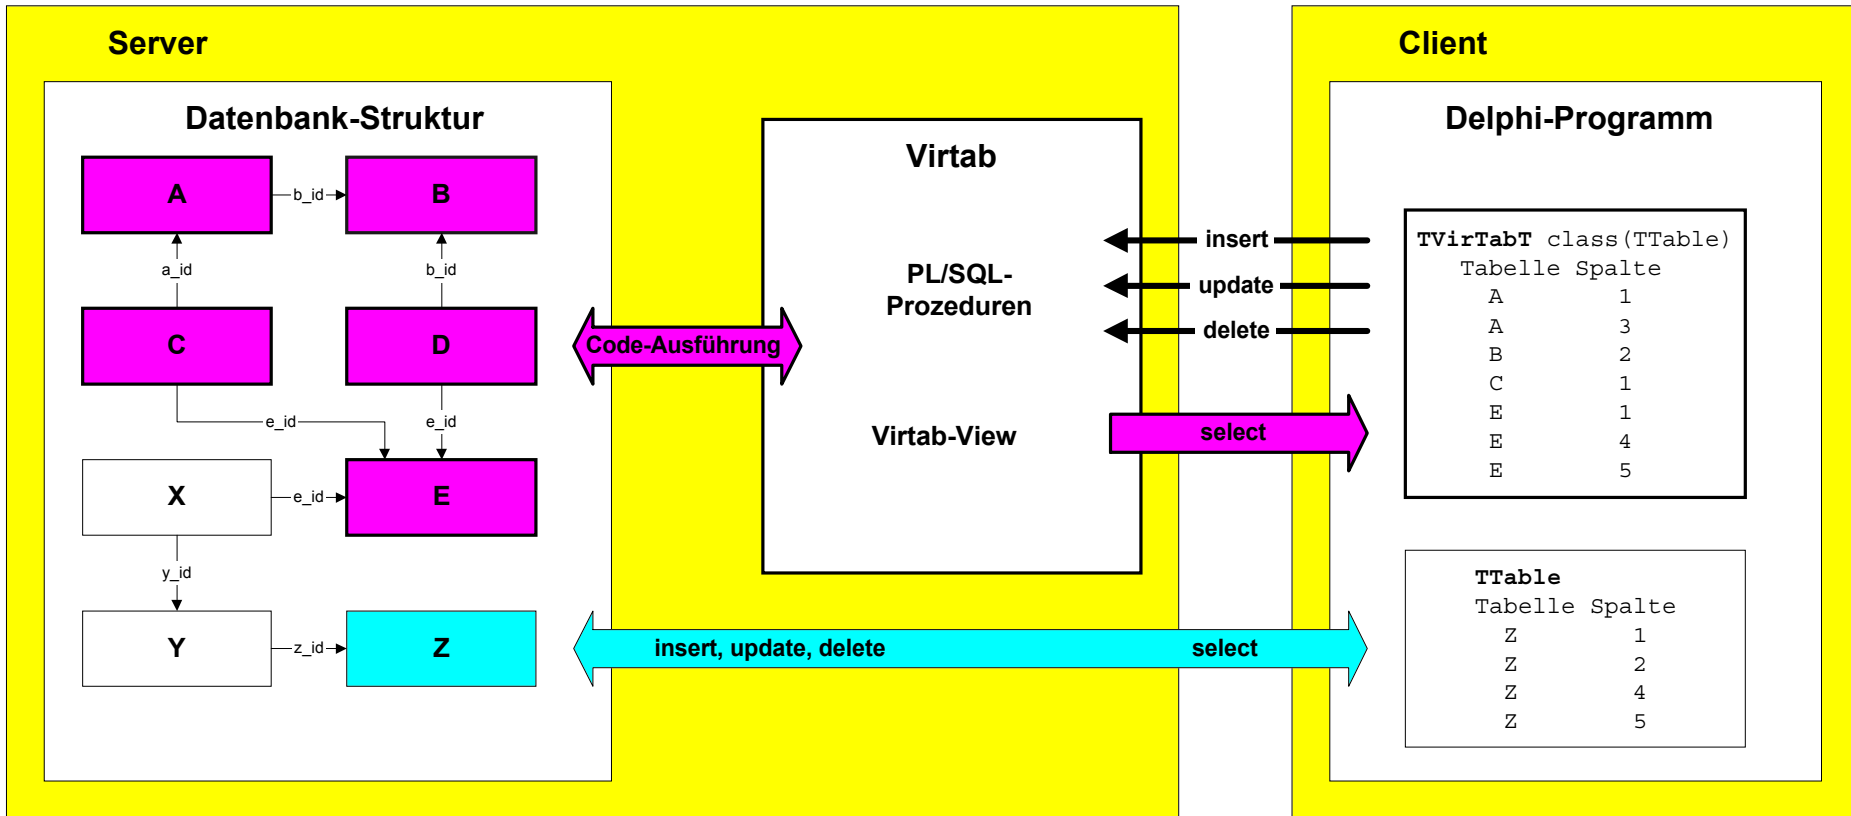 Server
Client
Datenbank-Struktur
Virtab
Delphi-Programm
A
b_id
B
a_id
b_id
C
D
e_id
e_id
X
e_id
E
y_id
Y
z_id
Z
Code-Ausführung
PL/SQL-
Prozeduren
Virtab-View
insert
update
delete
select
insert, update, delete
select
TVirTabT class(TTable)
Tabelle Spalte
A 1
A 3
B 2
C 1
E 1
E 4
E 5
TTable
Tabelle Spalte
Z 1
Z 2
Z 4
Z 5